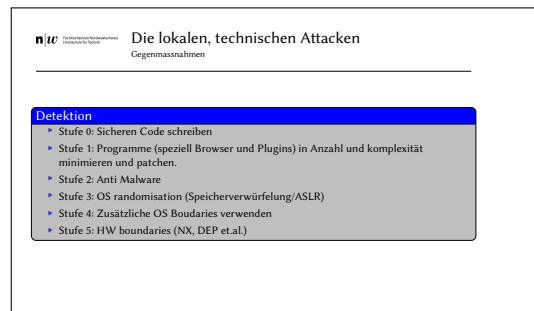 n|w Fachhochschule Nordwestschweiz
Hochschule für Technik
Die lokalen, technischen Attacken
Gegenmassnahmen
Detektion
Stufe 0: Sicheren Code schreiben
Stufe 1: Programme (speziell Browser und Plugins) in Anzahl und komplexität
minimieren und patchen.
Stufe 2: Anti Malware
Stufe 3: OS randomisation (Speicherverwürfelung/ASLR)
Stufe 4: Zusätzliche OS Boudaries verwenden
Stufe 5: HW boundaries (NX, DEP et.al.)